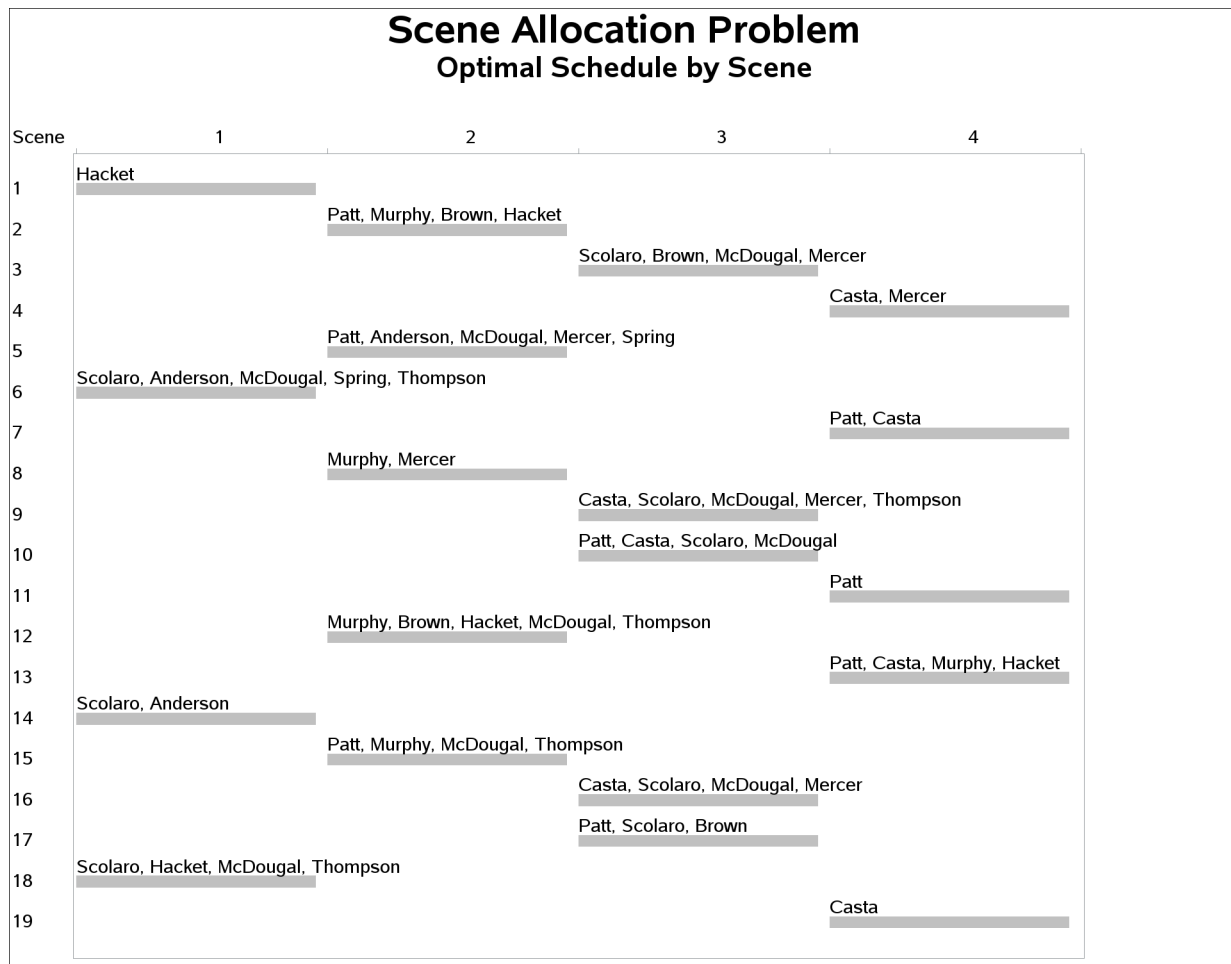 Scene Allocation Problem
Optimal Schedule by Scene
Scene 1 2 3 4
Hacket
1
Patt, Murphy, Brown, Hacket
2
Scolaro, Brown, McDougal, Mercer
3
Casta, Mercer
4
Patt, Anderson, McDougal, Mercer, Spring
5
Scolaro, Anderson, McDougal, Spring, Thompson
6
Patt, Casta
7
Murphy, Mercer
8
Casta, Scolaro, McDougal, Mercer, Thompson
9
Patt, Casta, Scolaro, McDougal
10
Patt
11
Murphy, Brown, Hacket, McDougal, Thompson
12
Patt, Casta, Murphy, Hacket
13
Scolaro, Anderson
14
Patt, Murphy, McDougal, Thompson
15
Casta, Scolaro, McDougal, Mercer
16
Patt, Scolaro, Brown
17
Scolaro, Hacket, McDougal, Thompson
18
Casta
19